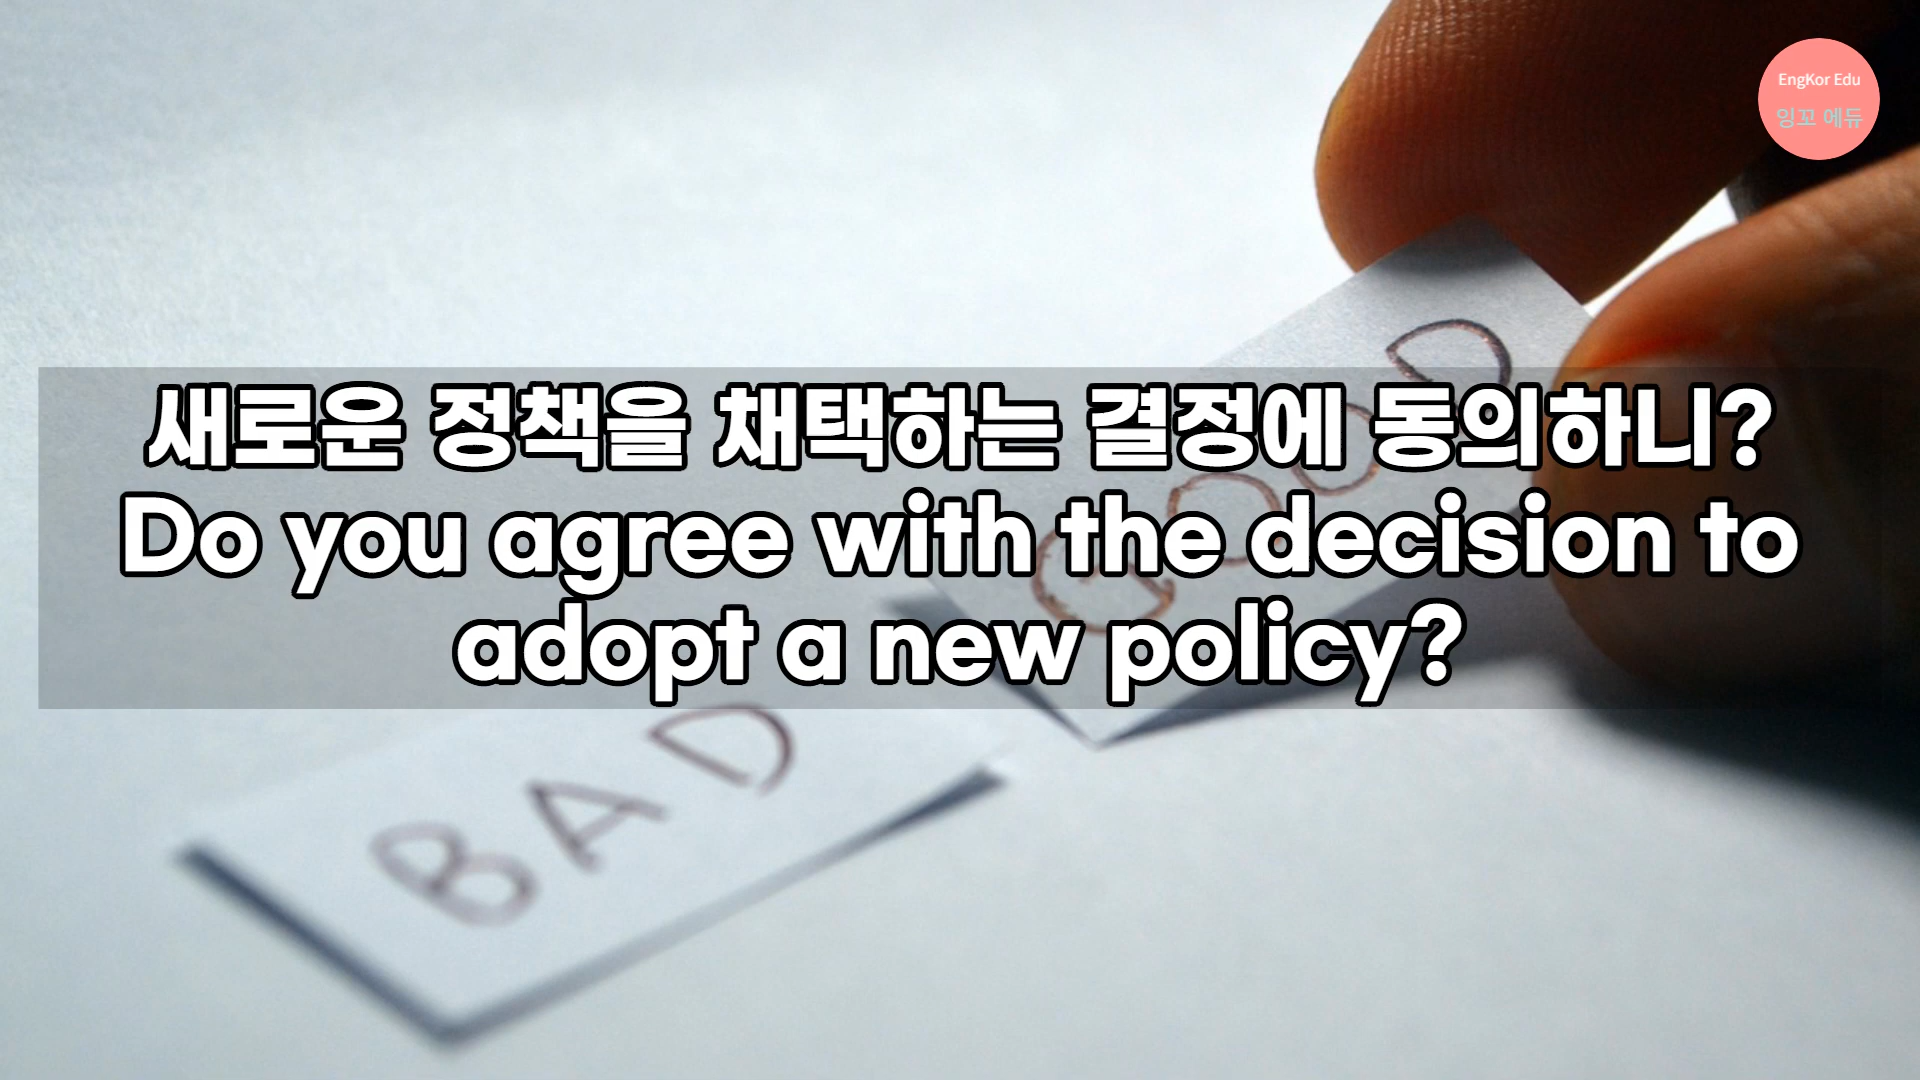 EngKor Edu
잉꼬 에듀
새로운 정책을 채택하는 결정에 동의하니?
Do you agree with the decision to
adopt a new policy?
GOOD
BAD